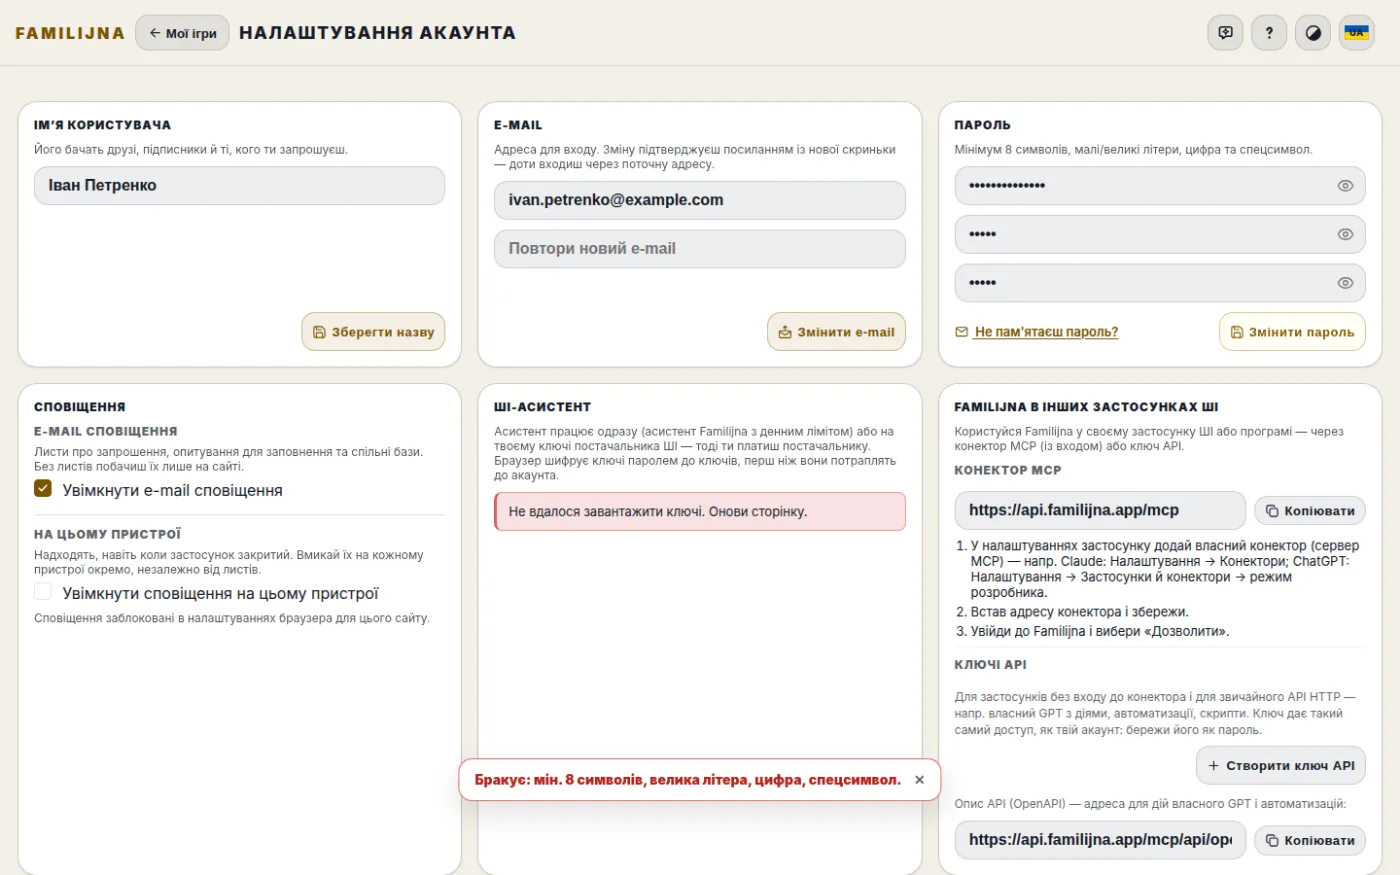 FAMILIJNA
← Мої ігри
НАЛАШТУВАННЯ АКАУНТА
?
UA
ІМ’Я КОРИСТУВАЧА
Його бачать друзі, підписники й ті, кого ти запрошуєш.
Іван Петренко
Зберегти назву
E-MAIL
Адреса для входу. Зміну підтверджуєш посиланням із нової скриньки
— доти входиш через поточну адресу.
ivan.petrenko@example.com
Повтори новий e-mail
Змінити e-mail
ПАРОЛЬ
Мінімум 8 символів, малі/великі літери, цифра та спецсимвол.
••••••••••••••
•••••
•••••
Не пам'ятаєш пароль?
Змінити пароль
СПОВІЩЕННЯ
E-MAIL СПОВІЩЕННЯ
Листи про запрошення, опитування для заповнення та спільні бази.
Без листів побачиш їх лише на сайті.
Увімкнути e-mail сповіщення
НА ЦЬОМУ ПРИСТРОЇ
Надходять, навіть коли застосунок закритий. Вмикай їх на кожному
пристрої окремо, незалежно від листів.
Увімкнути сповіщення на цьому пристрої
Сповіщення заблоковані в налаштуваннях браузера для цього сайту.
ШІ-АСИСТЕНТ
Асистент працює одразу (асистент Familijna з денним лімітом) або на
твоєму ключі постачальника ШІ — тоді ти платиш постачальнику.
Браузер шифрує ключі паролем до ключів, перш ніж вони потраплять
до акаунта.
Не вдалося завантажити ключі. Онови сторінку.
FAMILIJNA В ІНШИХ ЗАСТОСУНКАХ ШІ
Користуйся Familijna у своєму застосунку ШІ або програмі — через
конектор MCP (із входом) або ключ API.
КОНЕКТОР MCP
https://api.familijna.app/mcp
Копіювати
1. У налаштуваннях застосунку додай власний конектор (сервер
MCP) — напр. Claude: Налаштування → Конектори; ChatGPT:
Налаштування → Застосунки й конектори → режим
розробника.
2. Встав адресу конектора і збережи.
3. Увійди до Familijna і вибери «Дозволити».
КЛЮЧІ API
Для застосунків без входу до конектора і для звичайного API HTTP —
напр. власний GPT з діями, автоматизації, скрипти. Ключ дає такий
самий доступ, як твій акаунт: бережи його як пароль.
+ Створити ключ API
Опис API (OpenAPI) — адреса для дій власного GPT і автоматизацій:
https://api.familijna.app/mcp/api/ope
Копіювати
Бракує: мін. 8 символів, велика літера, цифра, спецсимвол. ×